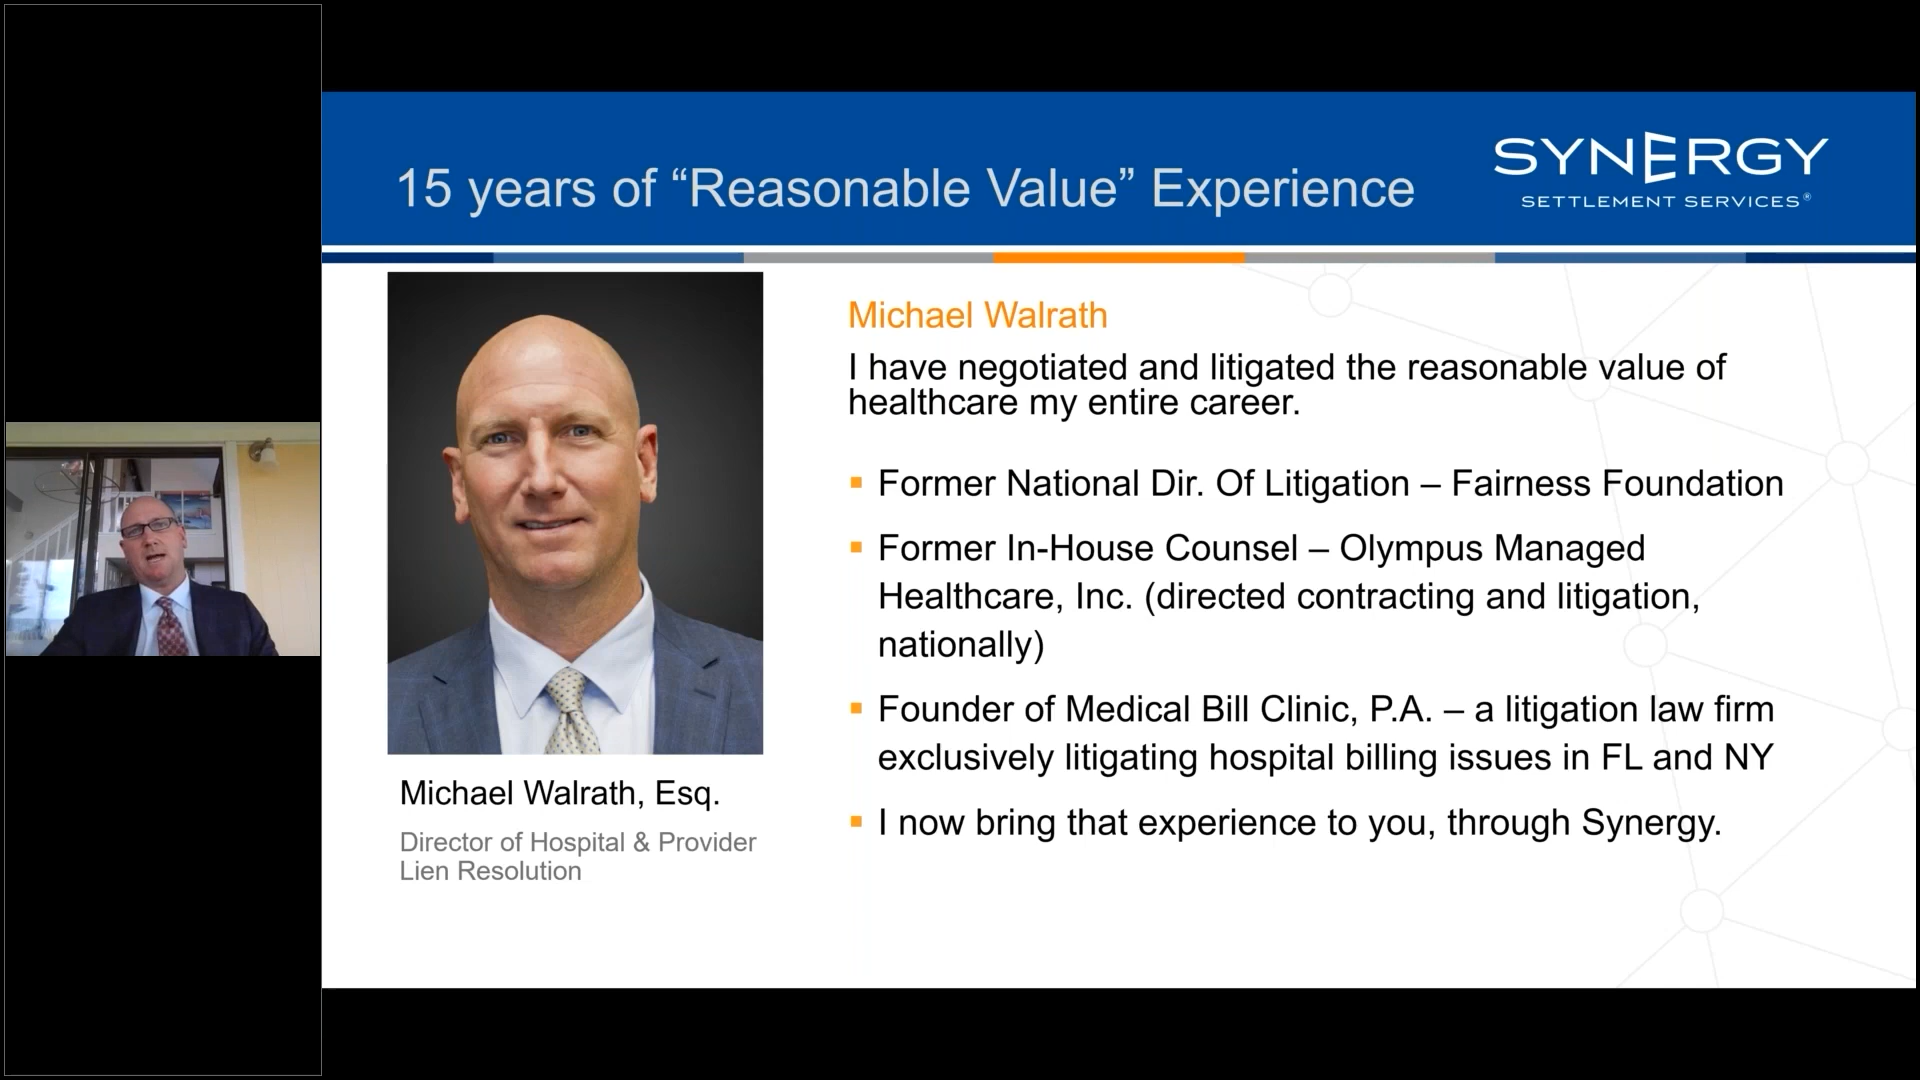 15 years of “Reasonable Value” Experience
SYNERGY
SETTLEMENT SERVICES®
Michael Walrath
I have negotiated and litigated the reasonable value of
healthcare my entire career.
▪ Former National Dir. Of Litigation – Fairness Foundation
▪ Former In-House Counsel – Olympus Managed
Healthcare, Inc. (directed contracting and litigation,
nationally)
▪ Founder of Medical Bill Clinic, P.A. – a litigation law firm
exclusively litigating hospital billing issues in FL and NY
▪ I now bring that experience to you, through Synergy.
Michael Walrath, Esq.
Director of Hospital & Provider
Lien Resolution